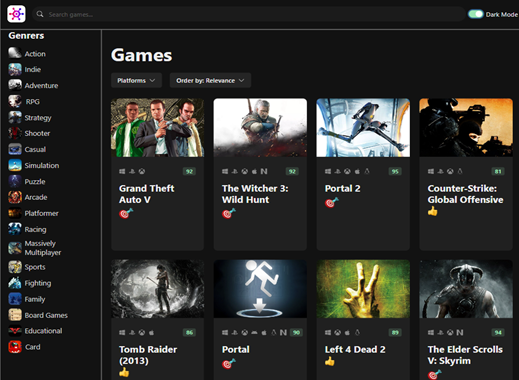 Search games...
Dark Mode
Genrers
Action
Indie
Adventure
RPG
Strategy
Shooter
Casual
Simulation
Puzzle
Arcade
Platformer
Racing
Massively
Multiplayer
Sports
Fighting
Family
Board Games
Educational
Card
Games
Platforms
Order by: Relevance
92
Grand Theft
Auto V
92
The Witcher 3:
Wild Hunt
95
Portal 2
81
Counter-Strike:
Global Offensive
86
Tomb Raider
(2013)
90
Portal
89
Left 4 Dead 2
94
The Elder Scrolls
V: Skyrim